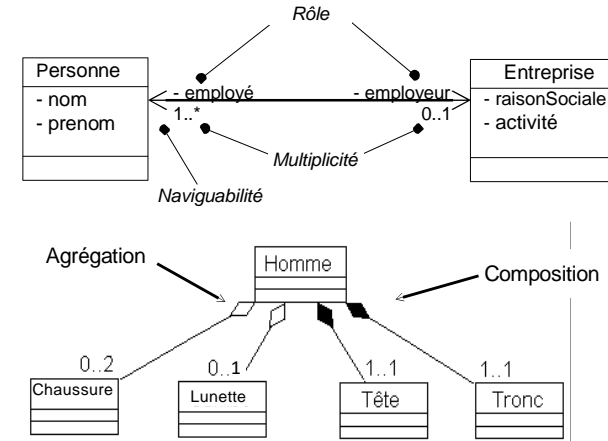 Rôle
Personne
- nom
- prenom
- employé
1..*
- employeur
0..1
Entreprise
- raisonSociale
- activité
Multiplicité
Naviguabilité
Agrégation
Homme
Composition
0..2
0..1
1..1
1..1
Chaussure
Lunette
Tête
Tronc